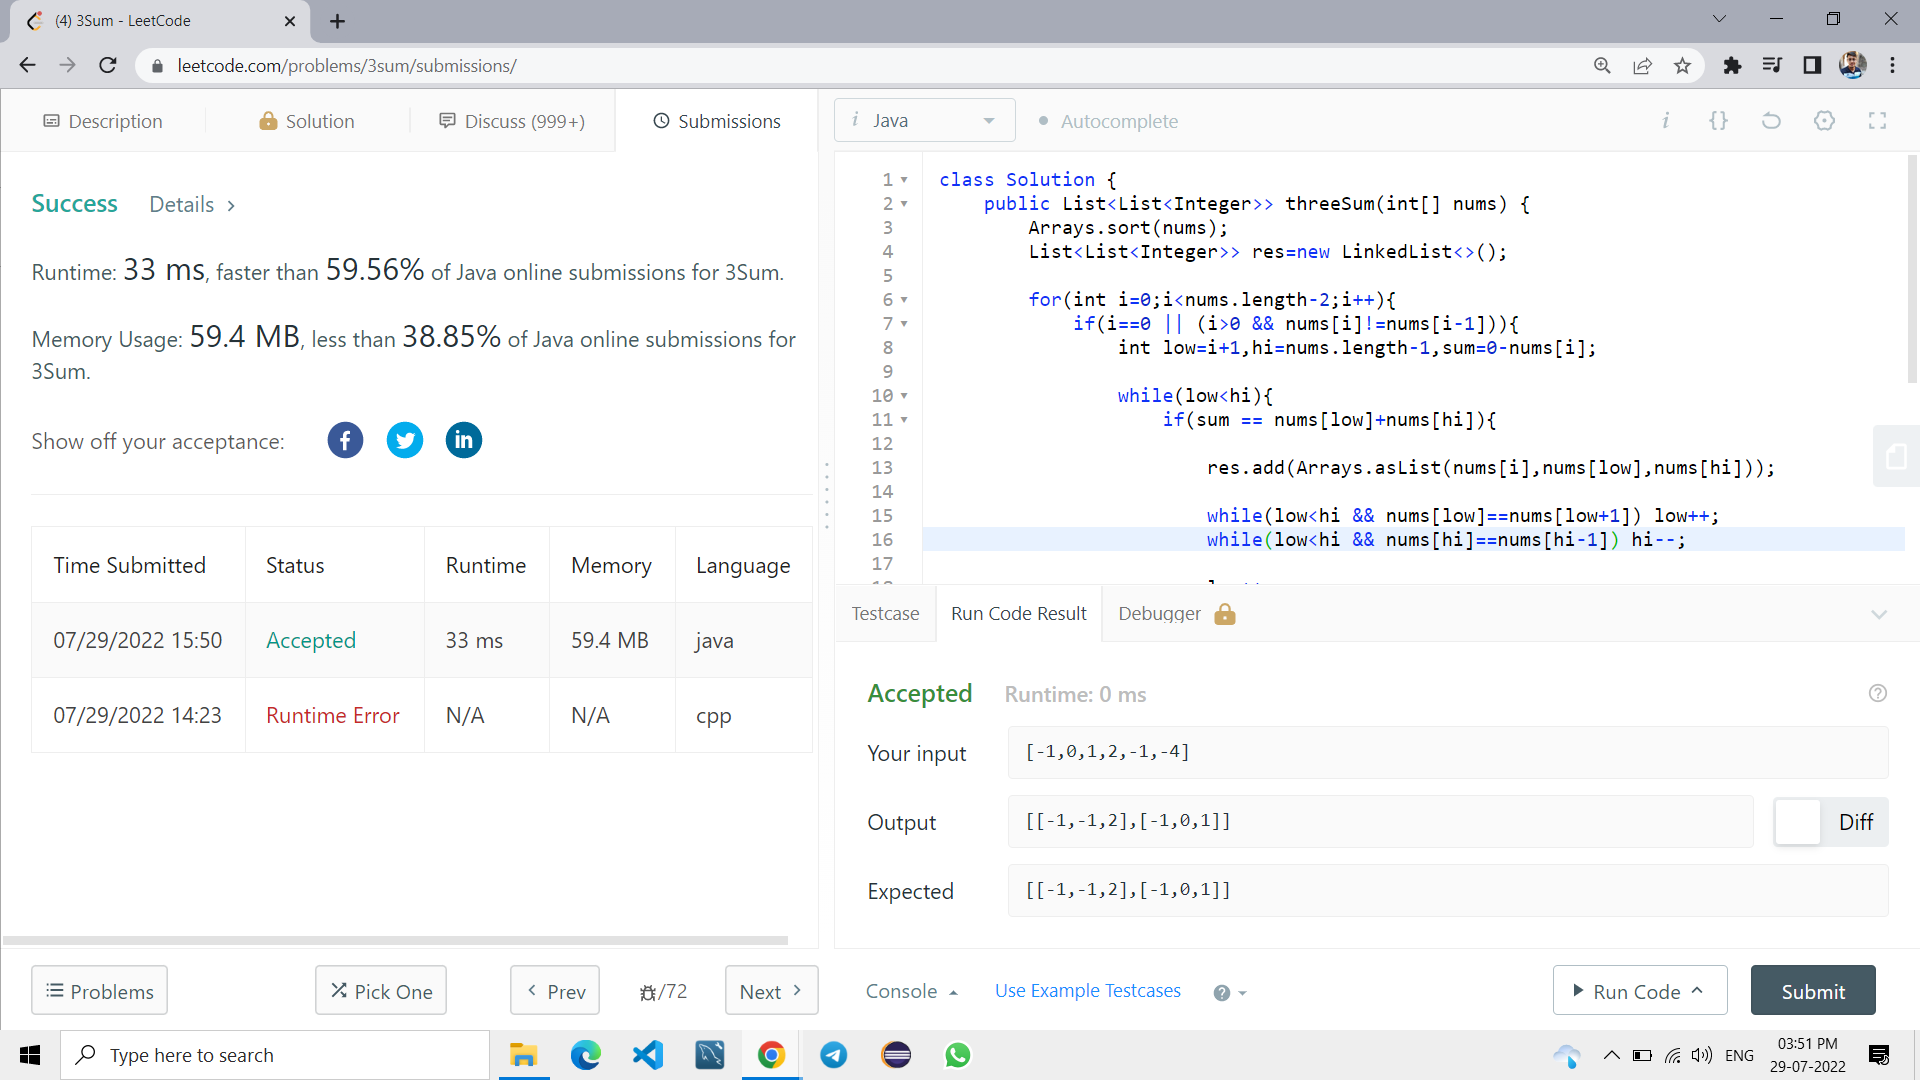 (4) 3Sum - LeetCode
leetcode.com/problems/3sum/submissions/
Description
Solution
Discuss (999+)
Submissions
i Java
Autocomplete
i {}
Success Details >
Runtime: 33 ms, faster than 59.56% of Java online submissions for 3Sum.
Memory Usage: 59.4 MB, less than 38.85% of Java online submissions for
3Sum.
Show off your acceptance:
Time Submitted Status Runtime Memory Language
07/29/2022 15:50 Accepted 33 ms 59.4 MB java
07/29/2022 14:23 Runtime Error N/A N/A cpp
1 class Solution {
2 public List<List<Integer>> threeSum(int[] nums) {
3 Arrays.sort(nums);
4 List<List<Integer>> res=new LinkedList<>();
5
6 for(int i=0;i<nums.length-2;i++){
7 if(i==0 || (i>0 && nums[i]!=nums[i-1])){
8 int low=i+1,hi=nums.length-1,sum=0-nums[i];
9
10 while(low<hi){
11 if(sum == nums[low]+nums[hi]){
12
13 res.add(Arrays.asList(nums[i],nums[low],nums[hi]));
14
15 while(low<hi && nums[low]==nums[low+1]) low++;
16 while(low<hi && nums[hi]==nums[hi-1]) hi--;
17
Testcase Run Code Result Debugger
Accepted Runtime: 0 ms
Your input [-1,0,1,2,-1,-4]
Output [[-1,-1,2],[-1,0,1]] Diff
Expected [[-1,-1,2],[-1,0,1]]
Problems Pick One Prev /72 Next
Console Use Example Testcases Run Code Submit
Type here to search
ENG
03:51 PM
29-07-2022